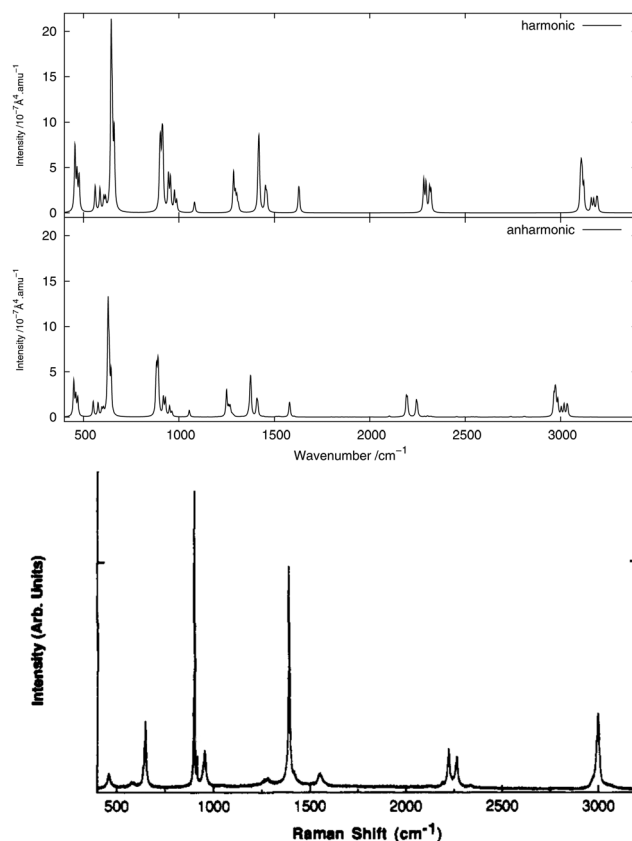 harmonic
Intensity /10⁻⁷Å⁴.amu⁻¹
20
15
10
5
0
anharmonic
Intensity /10⁻⁷Å⁴.amu⁻¹
20
15
10
5
0
500 1000 1500 2000 2500 3000
Wavenumber /cm⁻¹
Intensity (Arb. Units)
500 1000 1500 2000 2500 3000
Raman Shift (cm⁻¹)